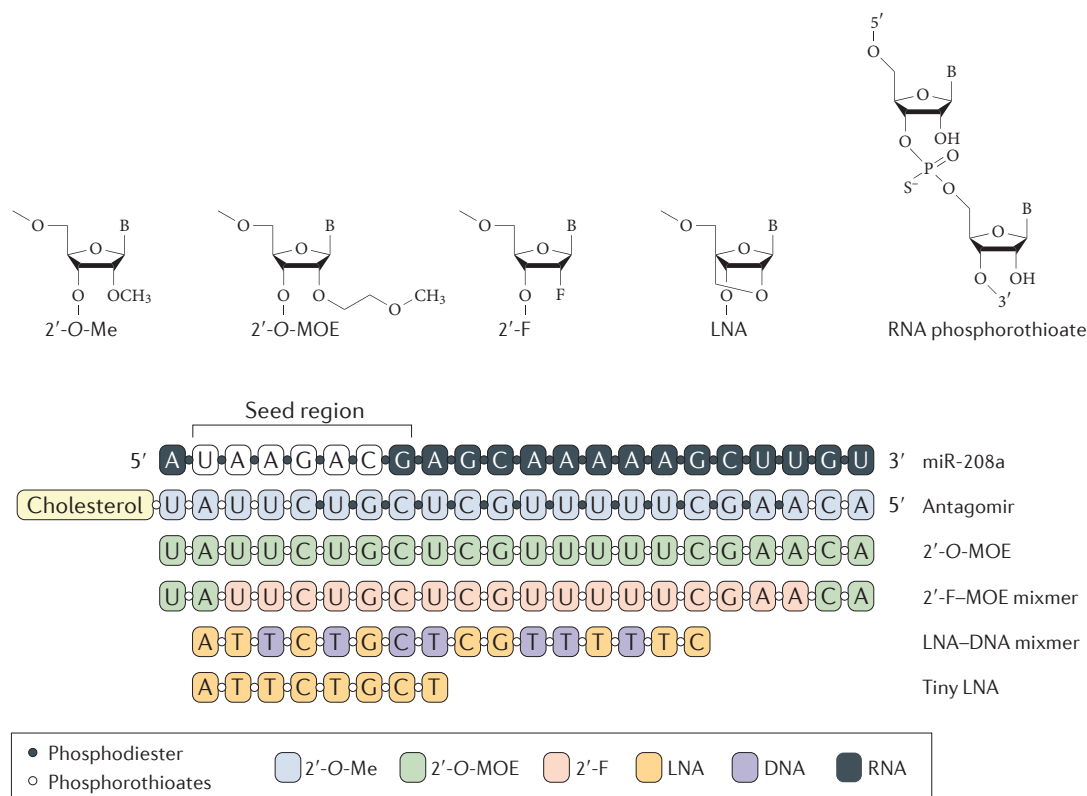 5′
O
B
O
O
OH
P
O
S⁻
O
B
O
O
OH
3′
RNA phosphorothioate
O
B
O
O
OCH₃
2′-O-Me
O
B
O
O
O
O
CH₃
2′-O-MOE
O
B
O
O
F
2′-F
O
B
O
O
O
LNA
Seed region
5′ A U A A G A C G A G C A A A A A G C U U G U 3′ miR-208a
Cholesterol U A U U C U G C U C G U U U U U C G A A C A 5′ Antagomir
U A U U C U G C U C G U U U U U C G A A C A 2′-O-MOE
U A U U C U G C U C G U U U U U C G A A C A 2′-F–MOE mixmer
A T T C T G C T C G T T T T T C LNA–DNA mixmer
A T T C T G C T Tiny LNA
Phosphodiester
Phosphorothioates
2′-O-Me 2′-O-MOE 2′-F LNA DNA RNA